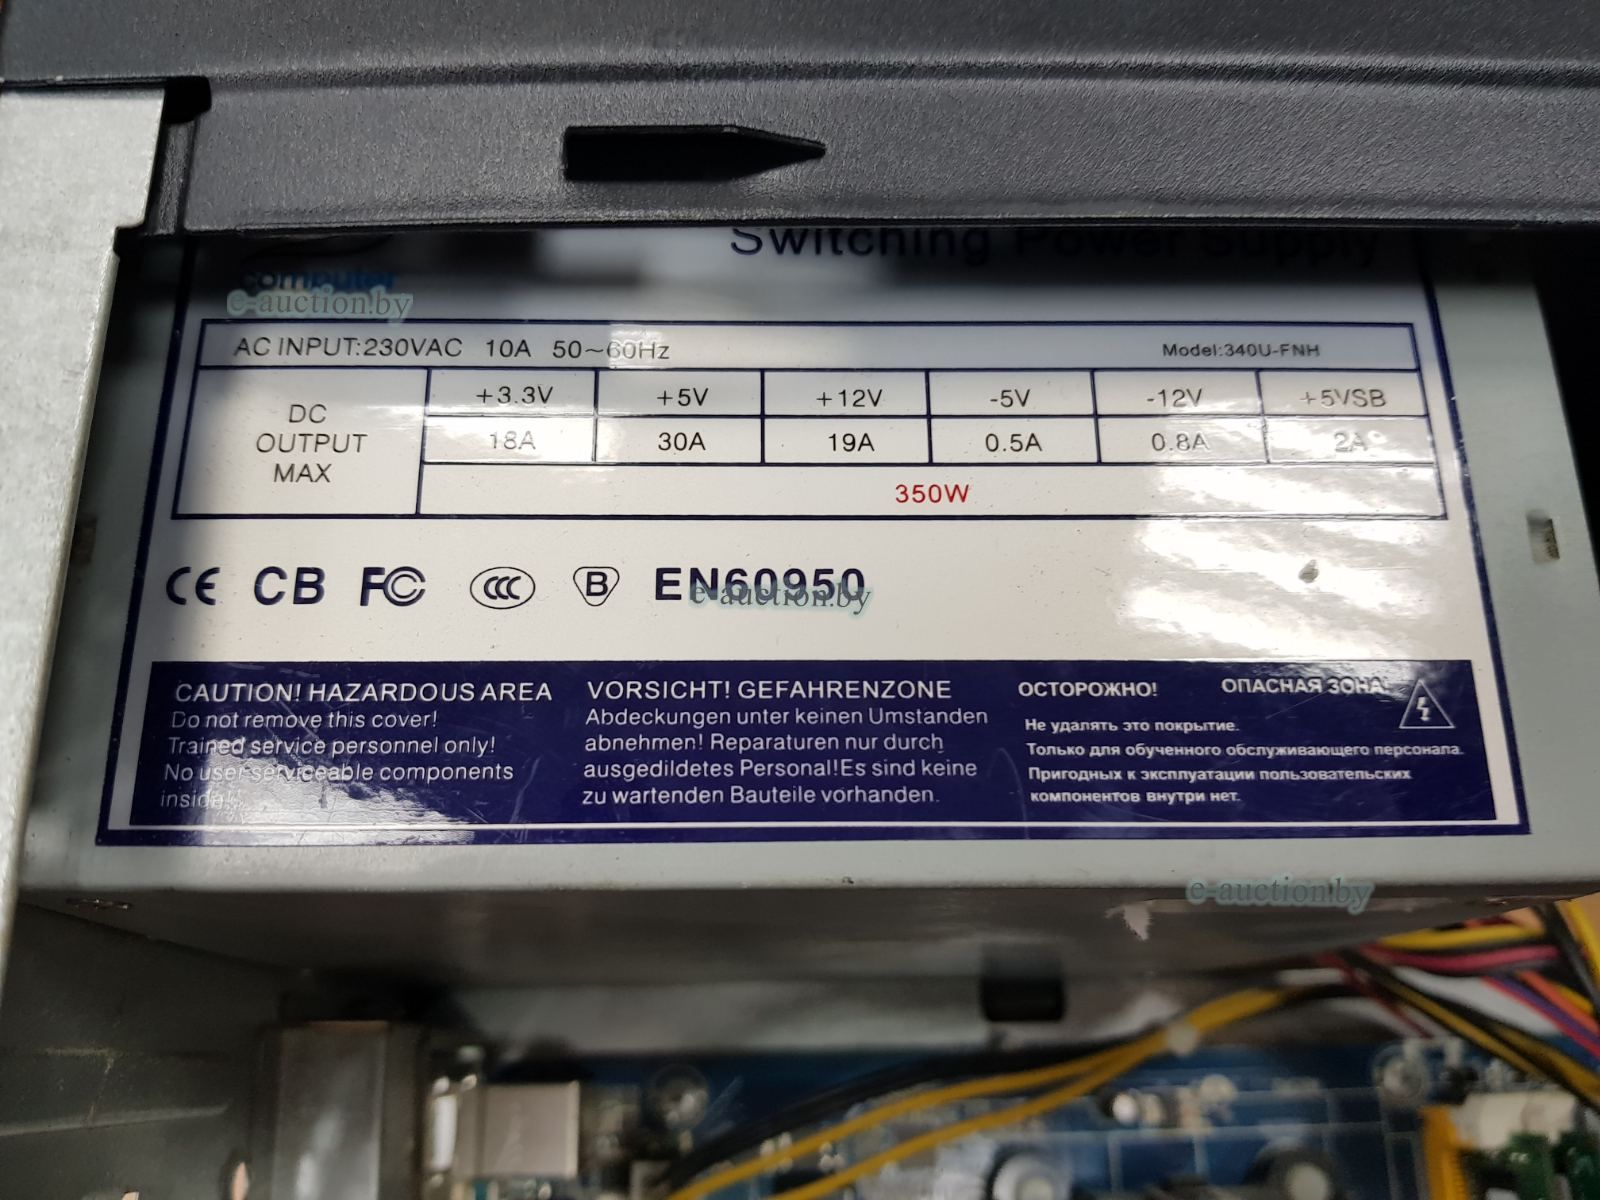 Switching Power Supply
computer
e-auction.by
AC INPUT:230VAC 10A 50~60Hz
Model:340U-FNH
DC OUTPUT MAX
+3.3V +5V +12V -5V -12V +5VSB
18A 30A 19A 0.5A 0.8A 2A
350W
CE CB FC CCC B EN60950
e-auction.by
CAUTION! HAZARDOUS AREA
Do not remove this cover!
Trained service personnel only!
No user serviceable components
inside!
VORSICHT! GEFAHRENZONE
Abdeckungen unter keinen Umstanden
abnehmen! Reparaturen nur durch
ausgedildetes Personal!Es sind keine
zu wartenden Bauteile vorhanden.
ОСТОРОЖНО! ОПАСНАЯ ЗОНА!
Не удалять это покрытие.
Только для обученного обслуживающего персонала.
Пригодных к эксплуатации пользовательских
компонентов внутри нет.
e-auction.by